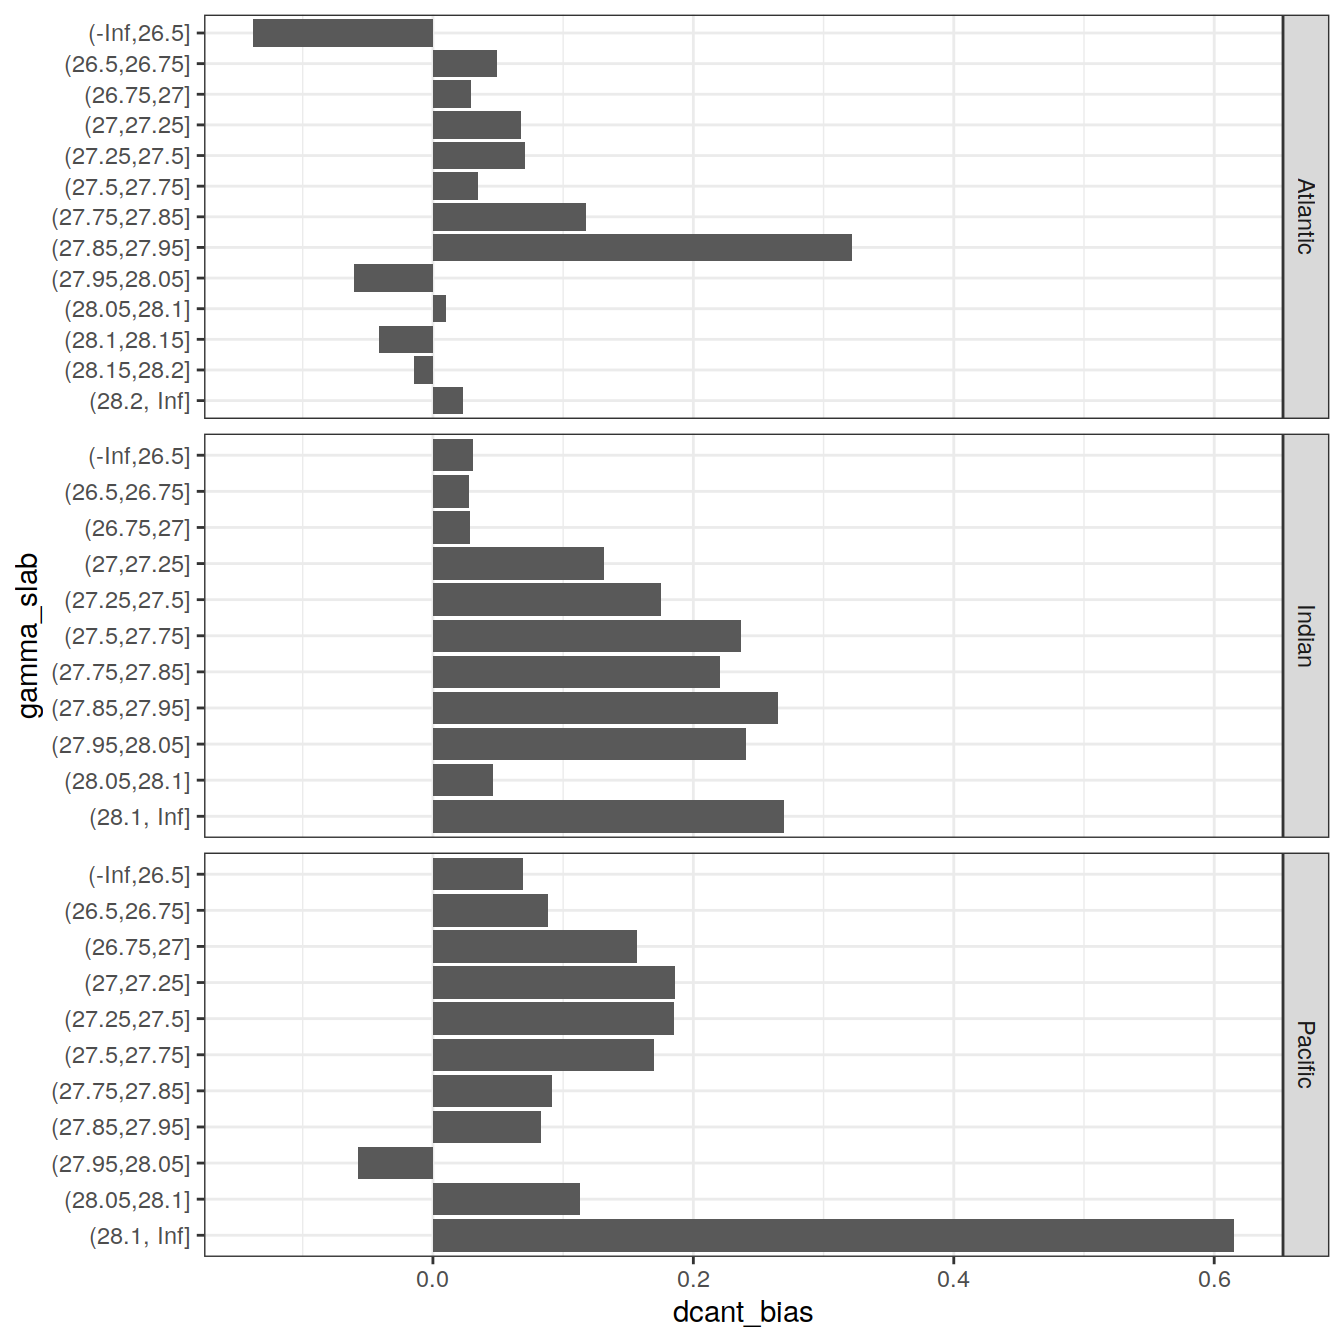 (-Inf,26.5]
(26.5,26.75]
(26.75,27]
(27,27.25]
(27.25,27.5]
(27.5,27.75]
(27.75,27.85]
(27.85,27.95]
(27.95,28.05]
(28.05,28.1]
(28.1,28.15]
(28.15,28.2]
(28.2, Inf]
Atlantic
(-Inf,26.5]
(26.5,26.75]
(26.75,27]
(27,27.25]
(27.25,27.5]
(27.5,27.75]
(27.75,27.85]
(27.85,27.95]
(27.95,28.05]
(28.05,28.1]
(28.1, Inf]
Indian
gamma_slab
(-Inf,26.5]
(26.5,26.75]
(26.75,27]
(27,27.25]
(27.25,27.5]
(27.5,27.75]
(27.75,27.85]
(27.85,27.95]
(27.95,28.05]
(28.05,28.1]
(28.1, Inf]
Pacific
0.0 0.2 0.4 0.6
dcant_bias